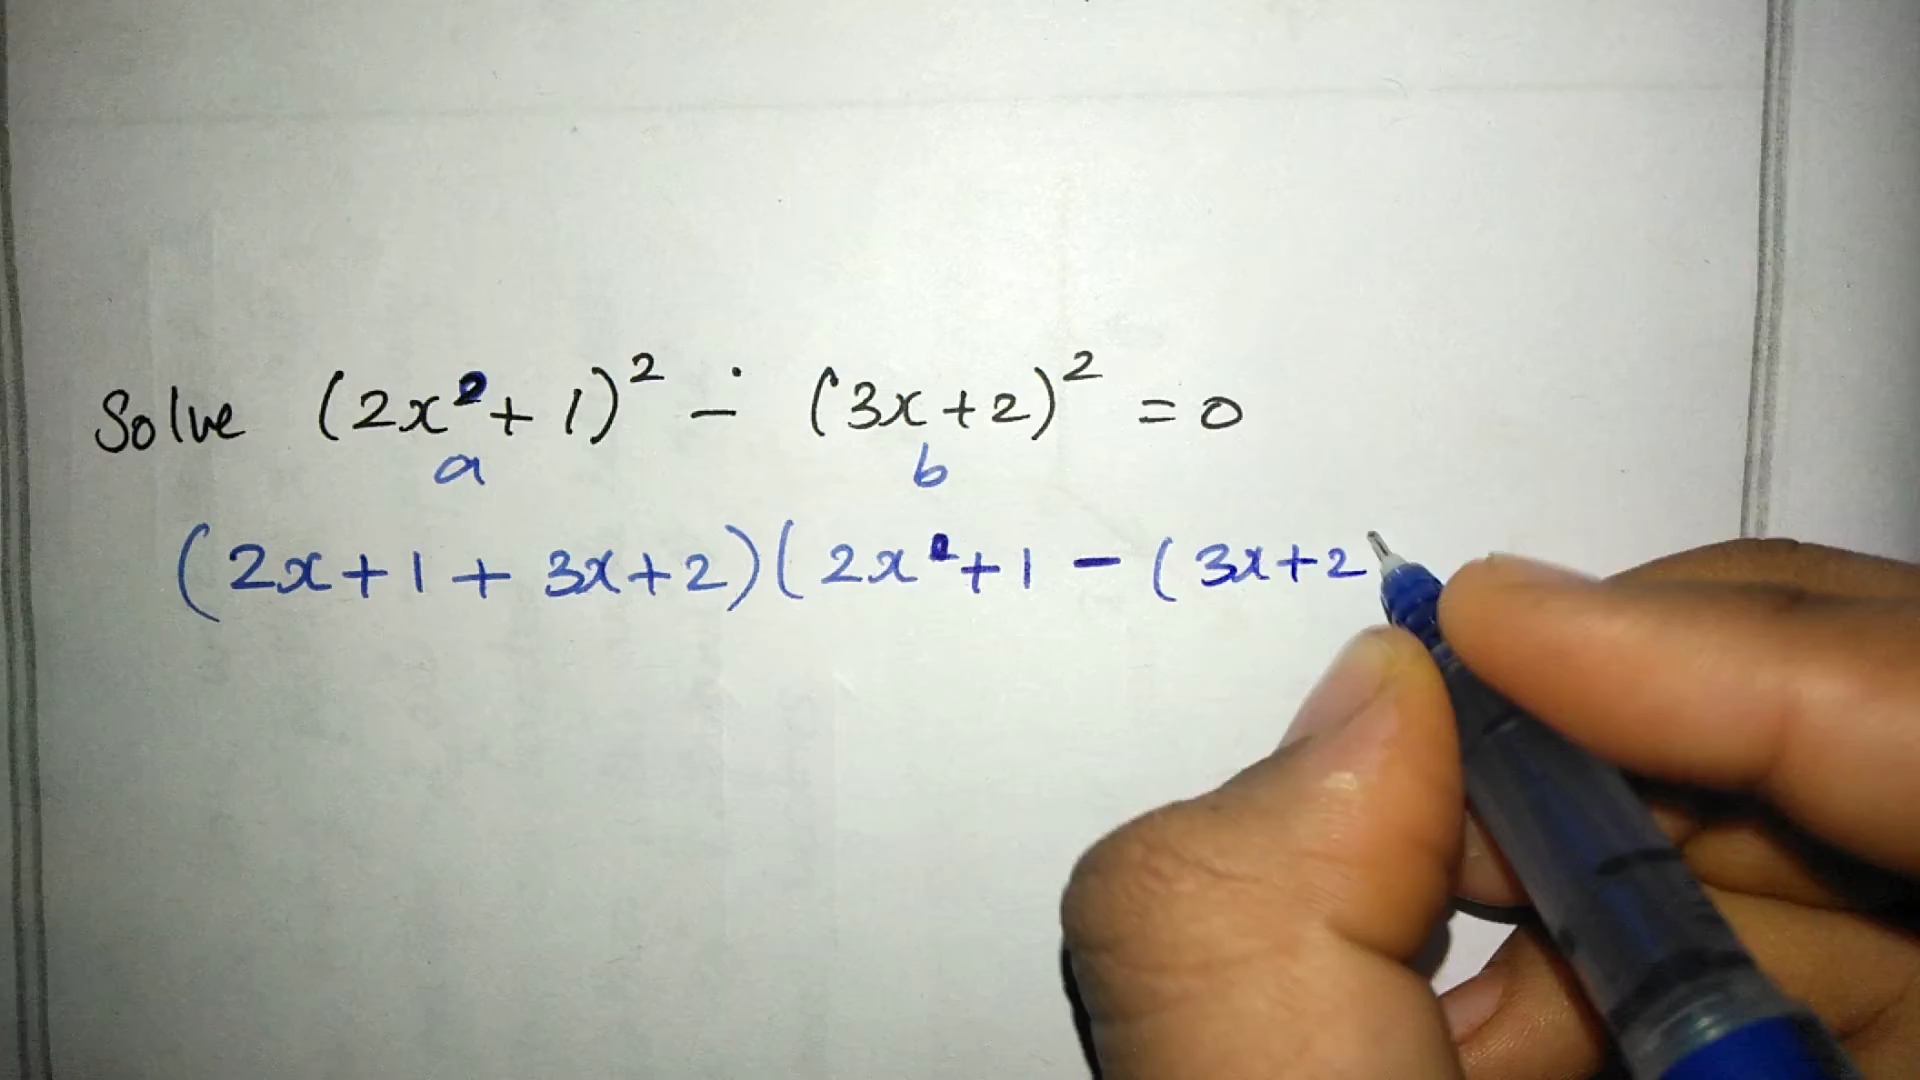 Solve (2x²+1)² - (3x+2)² = 0
a b
(2x+1+3x+2)(2x²+1-(3x+2